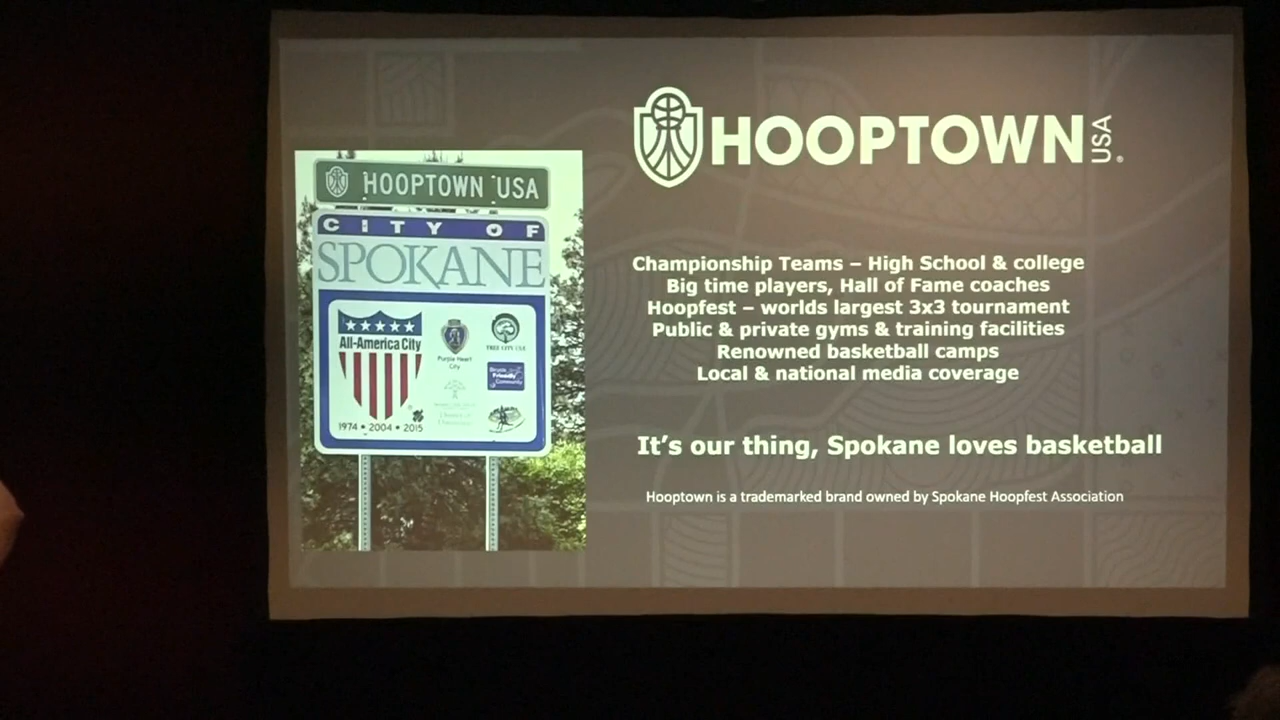 HOOPTOWN USA
CITY OF
SPOKANE
All-America City
Purple Heart
City
TREE CITY USA
Bicycle
Friendly
Community
1974 • 2004 • 2015
HOOPTOWN USA®
Championship Teams – High School & college
Big time players, Hall of Fame coaches
Hoopfest – worlds largest 3x3 tournament
Public & private gyms & training facilities
Renowned basketball camps
Local & national media coverage
It's our thing, Spokane loves basketball
Hooptown is a trademarked brand owned by Spokane Hoopfest Association